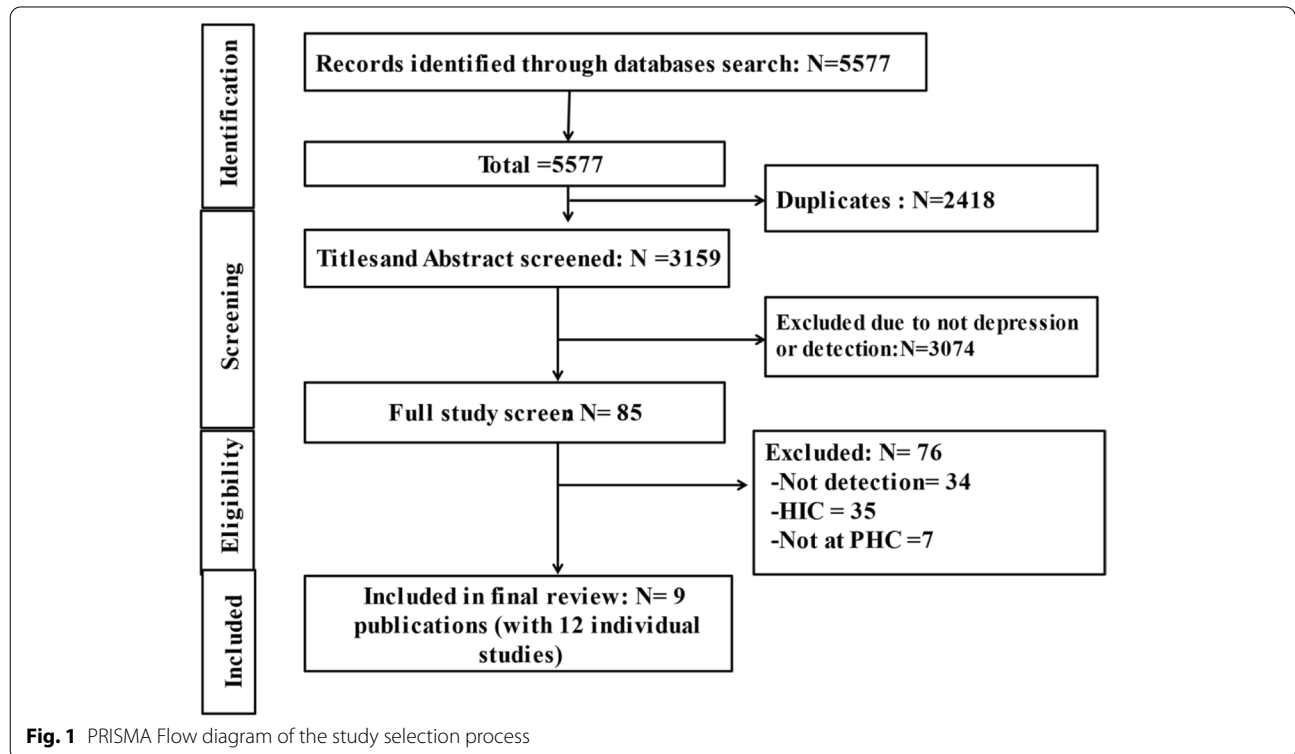 Identification
Records identified through databases search: N=5577
Total =5577
Duplicates : N=2418
Screening
Titlesand Abstract screened: N =3159
Excluded due to not depression
or detection:N=3074
Full study screen N= 85
Eligibility
Excluded: N= 76
-Not detection= 34
-HIC = 35
-Not at PHC =7
Included
Included in final review: N= 9
publications (with 12 individual
studies)
Fig. 1 PRISMA Flow diagram of the study selection process